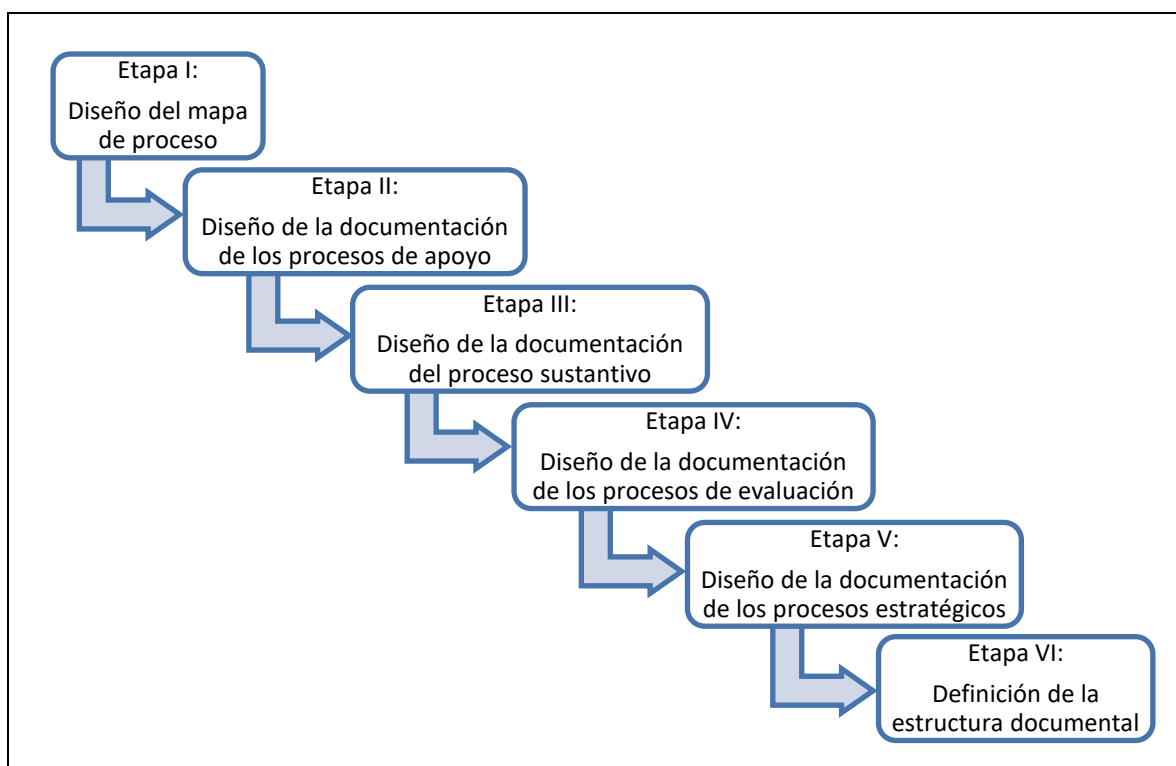 Etapa I:
Diseño del mapa
de proceso
Etapa II:
Diseño de la documentación
de los procesos de apoyo
Etapa III:
Diseño de la documentación
del proceso sustantivo
Etapa IV:
Diseño de la documentación
de los procesos de evaluación
Etapa V:
Diseño de la documentación
de los procesos estratégicos
Etapa VI:
Definición de la
estructura documental